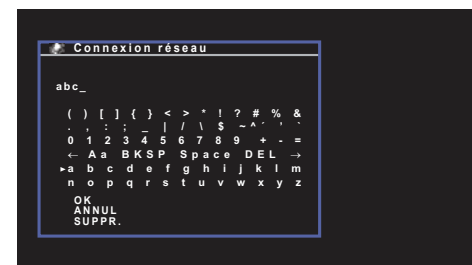 Connexion réseau
abc_
( ) [ ] { } < > * ! ? # % &
. , : ; _ | / \ $ ~ ^ ´ ' `
0 1 2 3 4 5 6 7 8 9 + - =
← Aa BKSP Space DEL →
▸a b c d e f g h i j k l m
n o p q r s t u v w x y z
OK
ANNUL
SUPPR.